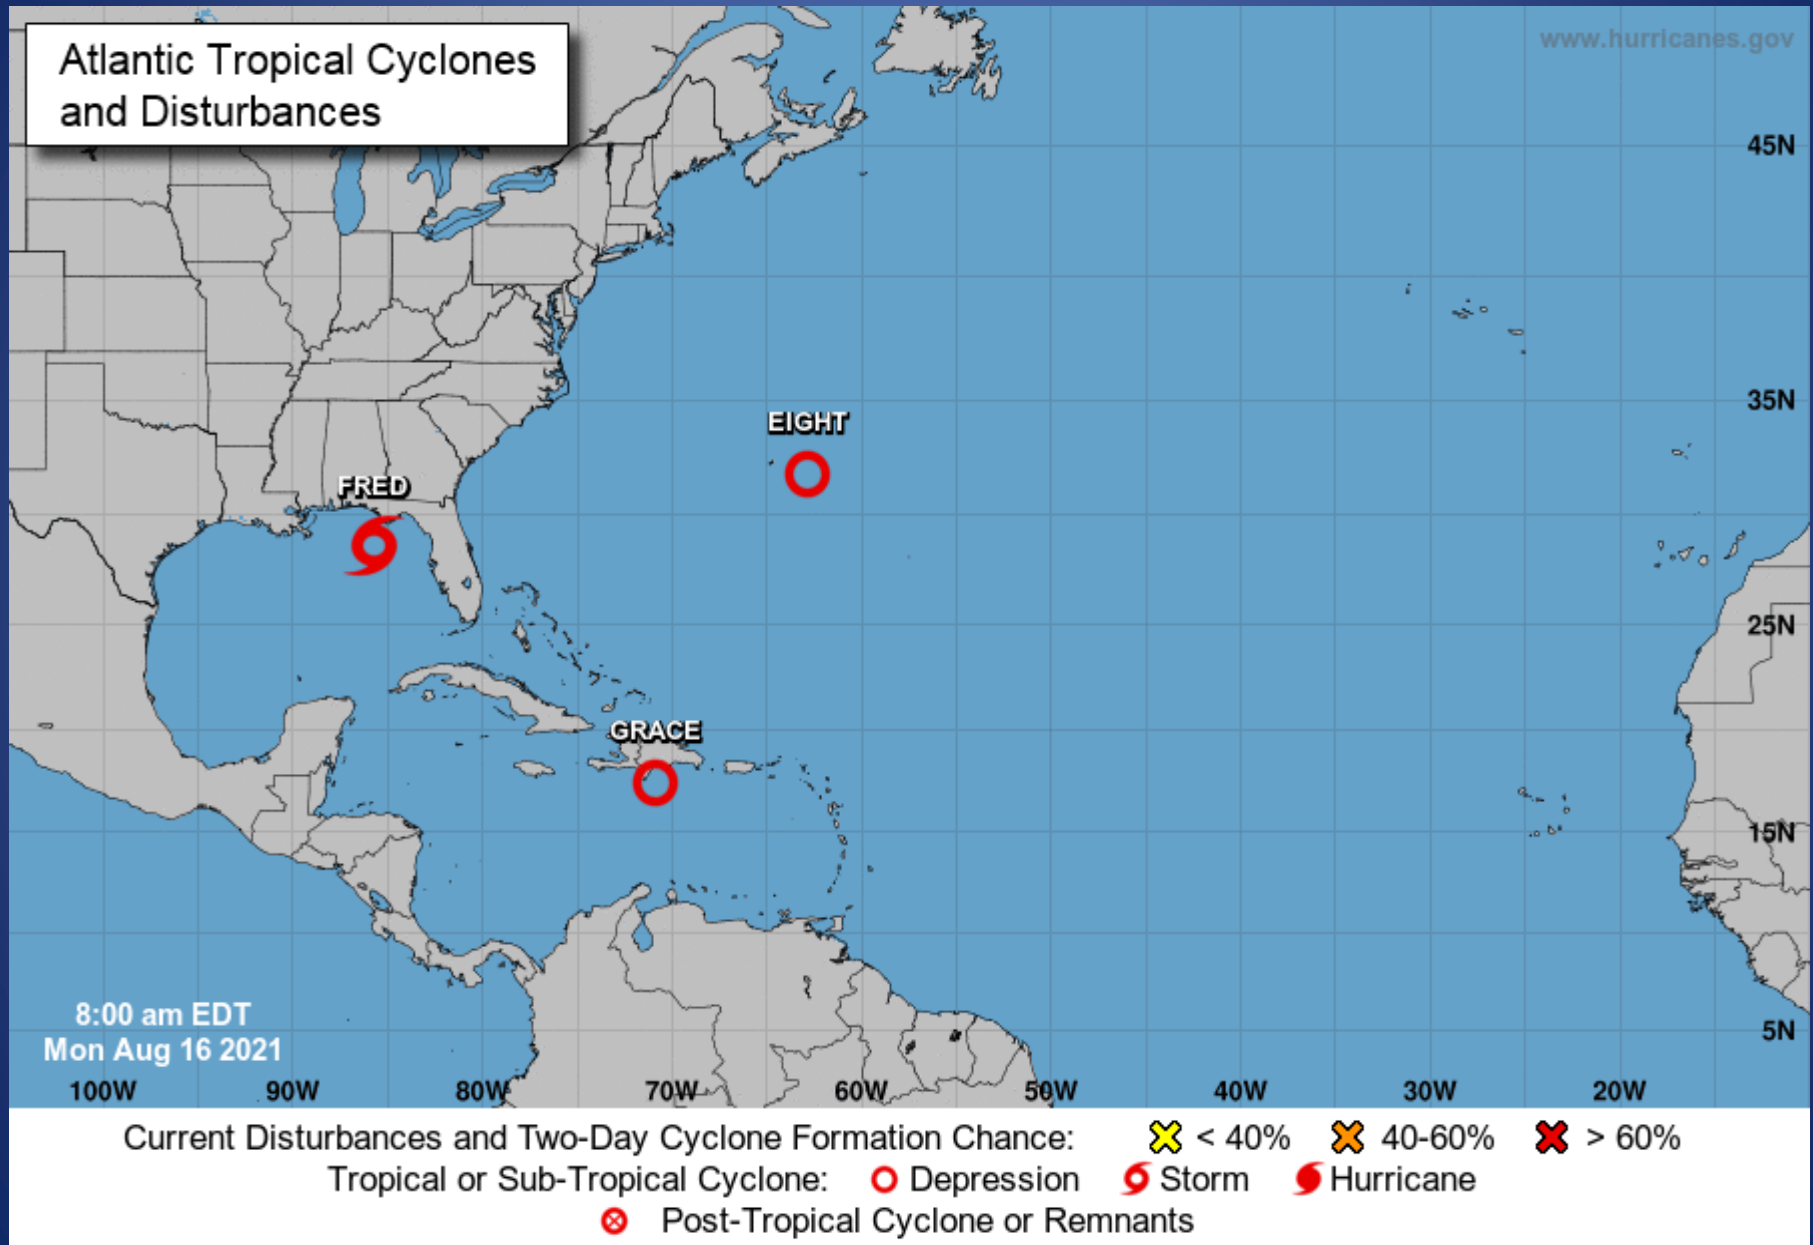 Atlantic Tropical Cyclones
and Disturbances
www.hurricanes.gov
45N
35N
EIGHT
FRED
25N
GRACE
15N
8:00 am EDT
Mon Aug 16 2021
5N
100W 90W 80W 70W 60W 50W 40W 30W 20W
Current Disturbances and Two-Day Cyclone Formation Chance: < 40% 40-60% > 60%
Tropical or Sub-Tropical Cyclone: Depression Storm Hurricane
Post-Tropical Cyclone or Remnants